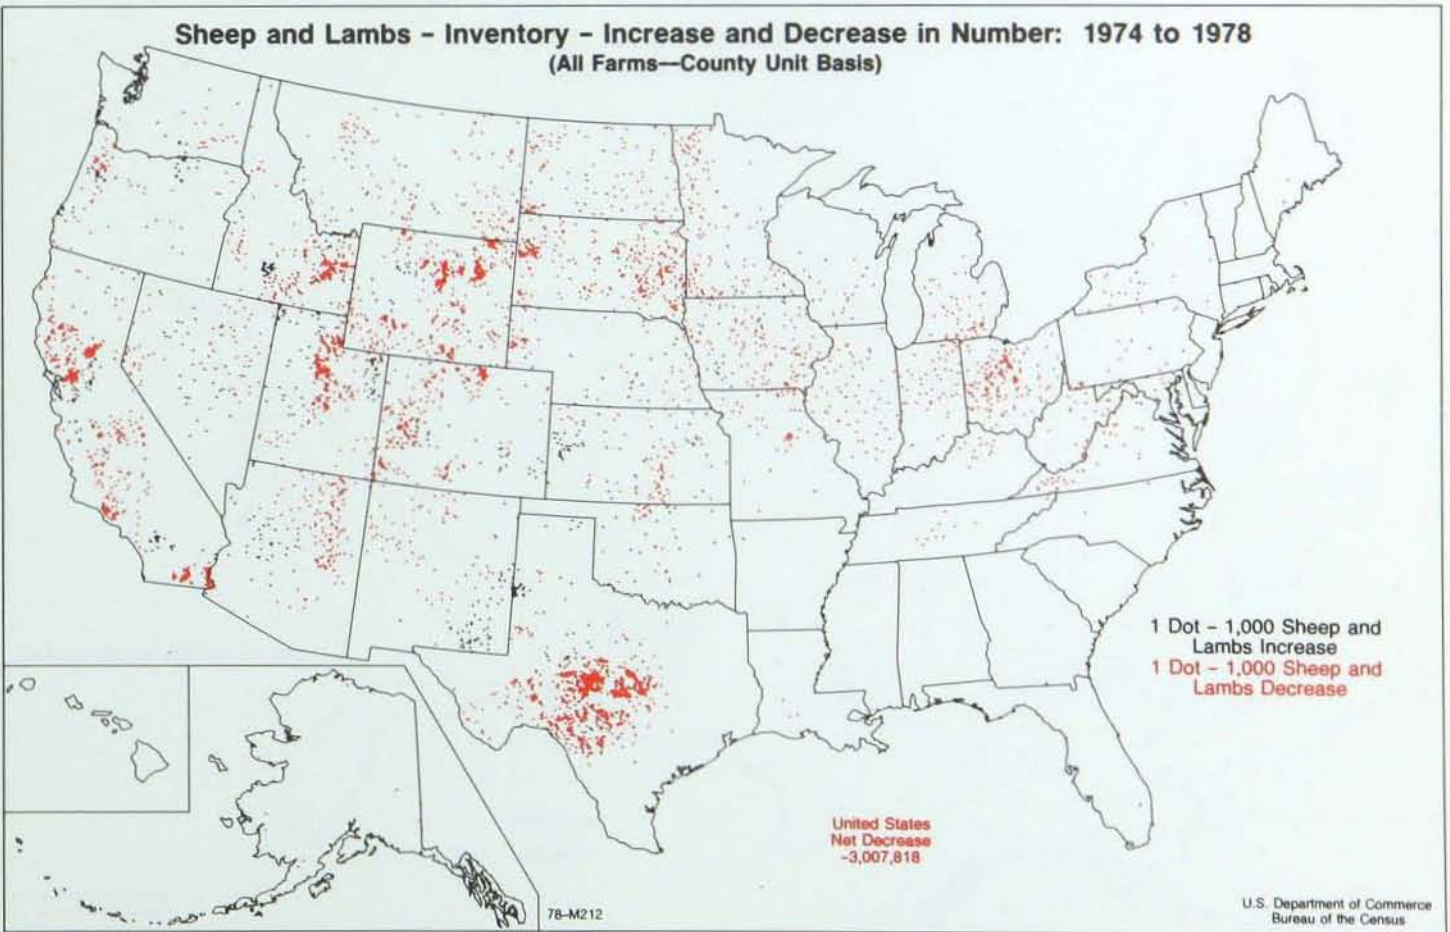 Sheep and Lambs - Inventory - Increase and Decrease in Number: 1974 to 1978
(All Farms—County Unit Basis)
1 Dot - 1,000 Sheep and
Lambs Increase
1 Dot - 1,000 Sheep and
Lambs Decrease
United States
Net Decrease
-3,007,818
78-M212
U.S. Department of Commerce
Bureau of the Census